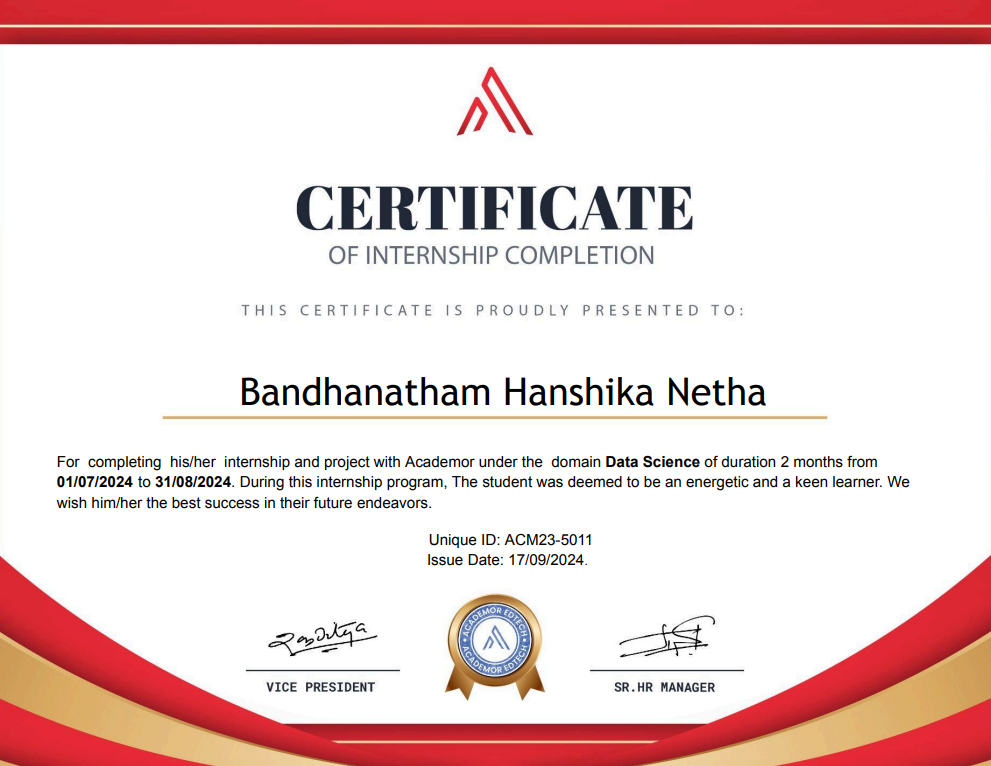 CERTIFICATE
OF INTERNSHIP COMPLETION
THIS CERTIFICATE IS PROUDLY PRESENTED TO:
Bandhanatham Hanshika Netha
For completing his/her internship and project with Academor under the domain Data Science of duration 2 months from
01/07/2024 to 31/08/2024. During this internship program, The student was deemed to be an energetic and a keen learner. We
wish him/her the best success in their future endeavors.
Unique ID: ACM23-5011
Issue Date: 17/09/2024.
ACADEMOR EDTECH
ACADEMOR EDTECH
VICE PRESIDENT
SR.HR MANAGER